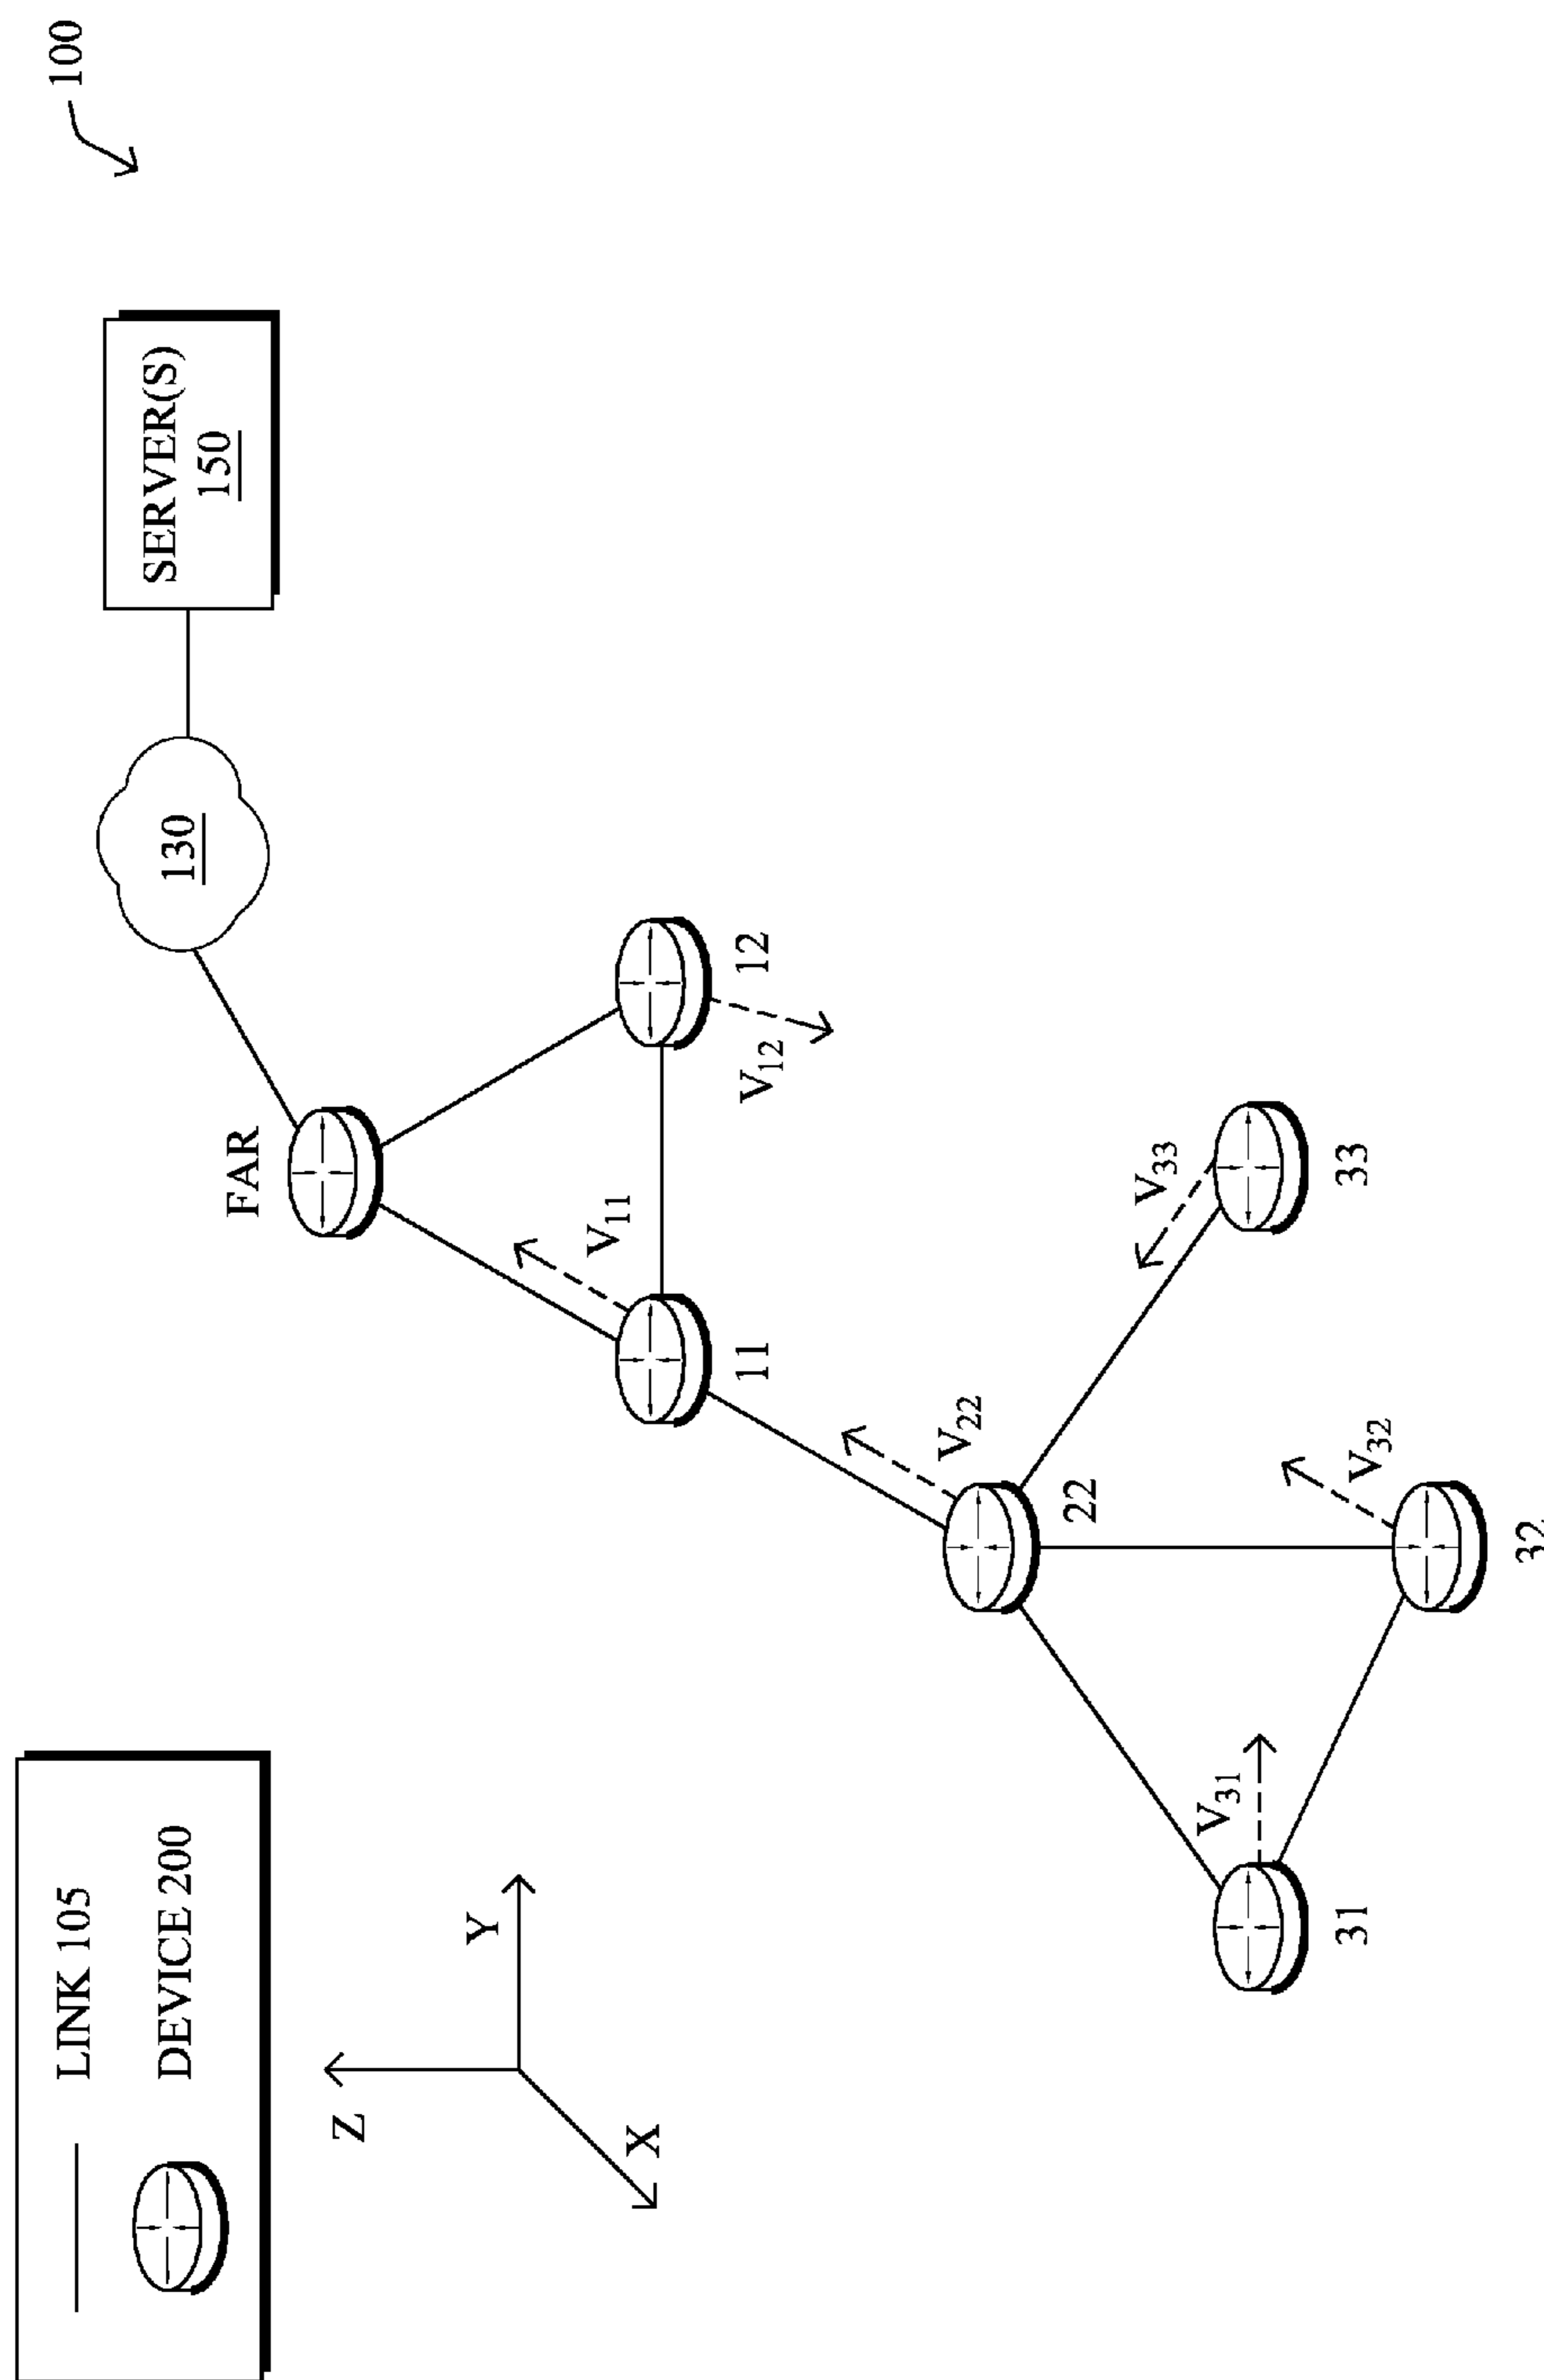 100
LINK 105
DEVICE 200
Z
Y
X
SERVER(S)
150
130
FAR
V11
11
12
V12
V22
22
V31
31
V32
32
V33
33